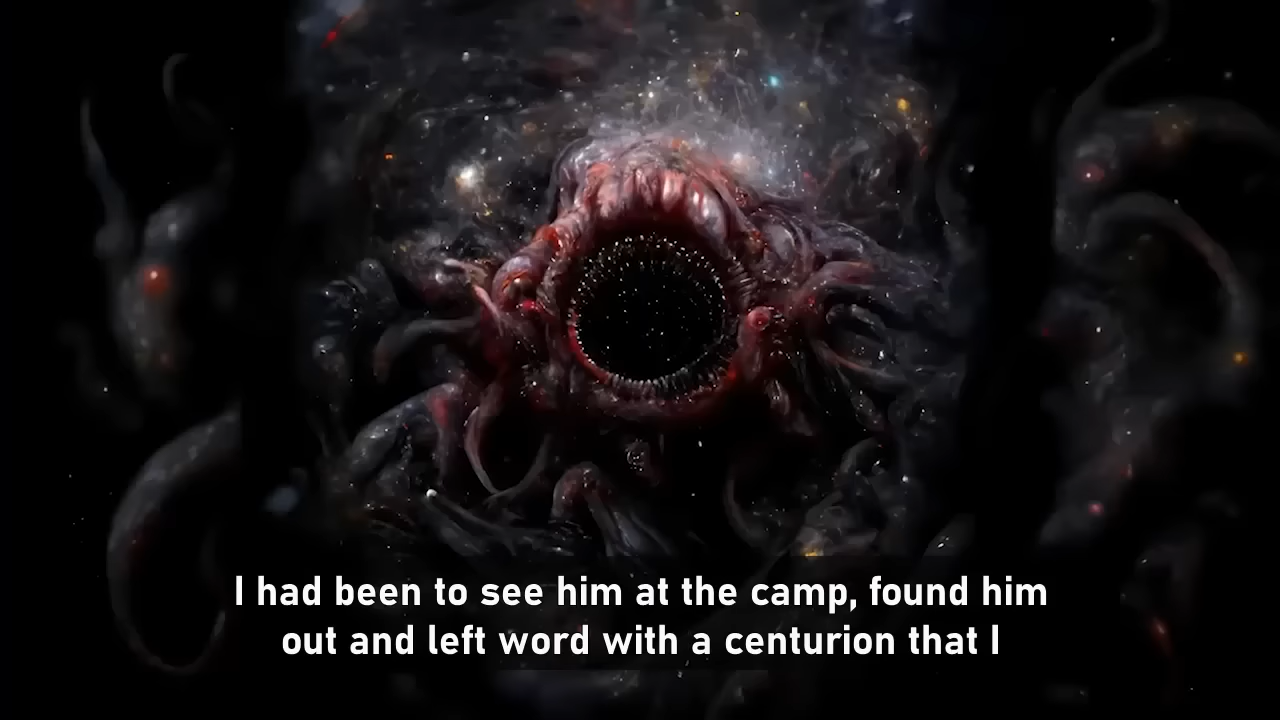 I had been to see him at the camp, found him
out and left word with a centurion that I